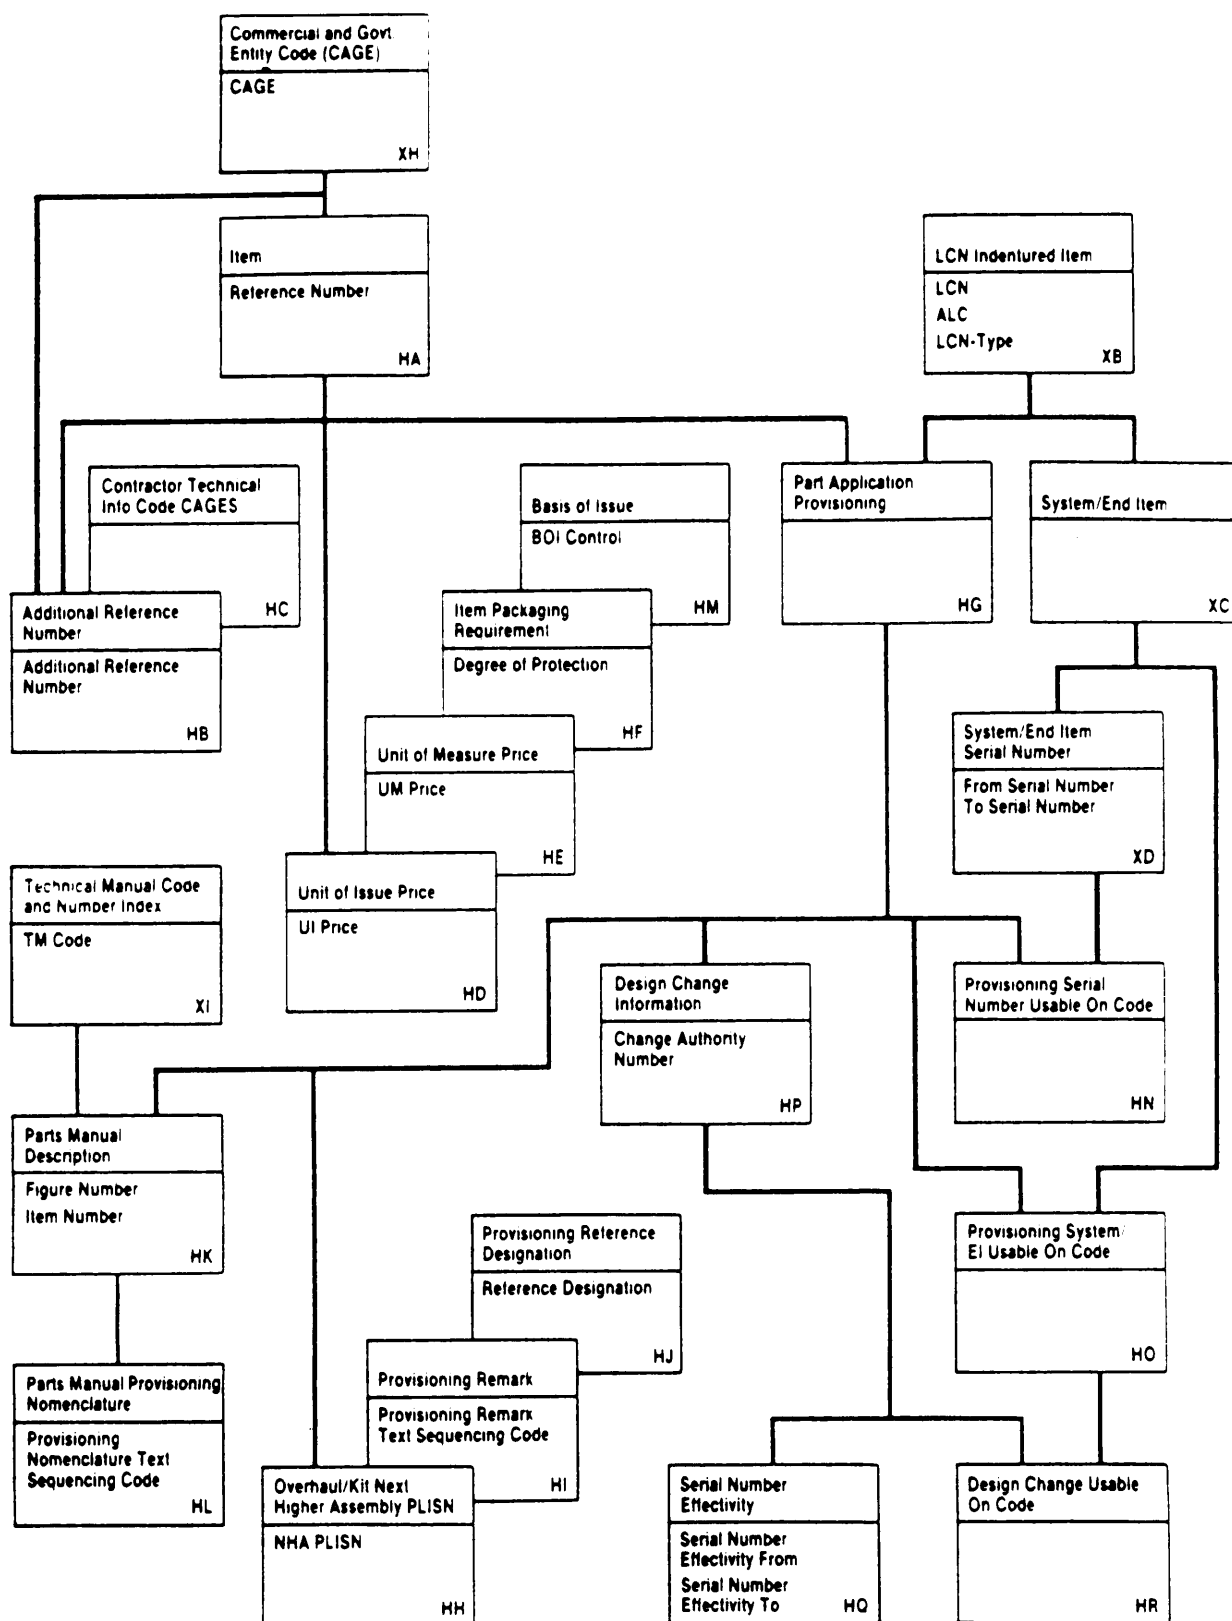 Commercial and Govt.
Entity Code (CAGE)
CAGE
XH
Item
Reference Number
HA
LCN Indentured Item
LCN
ALC
LCN-Type
XB
Contractor Technical
Info Code CAGES
HC
Additional Reference
Number
Additional Reference
Number
HB
Basis of Issue
BOI Control
HM
Item Packaging
Requirement
Degree of Protection
HF
Unit of Measure Price
UM Price
HE
Unit of Issue Price
UI Price
HD
Part Application
Provisioning
HG
System/End Item
XC
System/End Item
Serial Number
From Serial Number
To Serial Number
XD
Technical Manual Code
and Number Index
TM Code
XI
Design Change
Information
Change Authority
Number
HP
Provisioning Serial
Number Usable On Code
HN
Parts Manual
Description
Figure Number
Item Number
HK
Provisioning System/
EI Usable On Code
HO
Provisioning Reference
Designation
Reference Designation
HJ
Provisioning Remark
Provisioning Remark
Text Sequencing Code
HI
Parts Manual Provisioning
Nomenclature
Provisioning
Nomenclature Text
Sequencing Code
HL
Overhaul/Kit Next
Higher Assembly PLISN
NHA PLISN
HH
Serial Number
Effectivity
Serial Number
Effectivity From
Serial Number
Effectivity To
HQ
Design Change Usable
On Code
HR